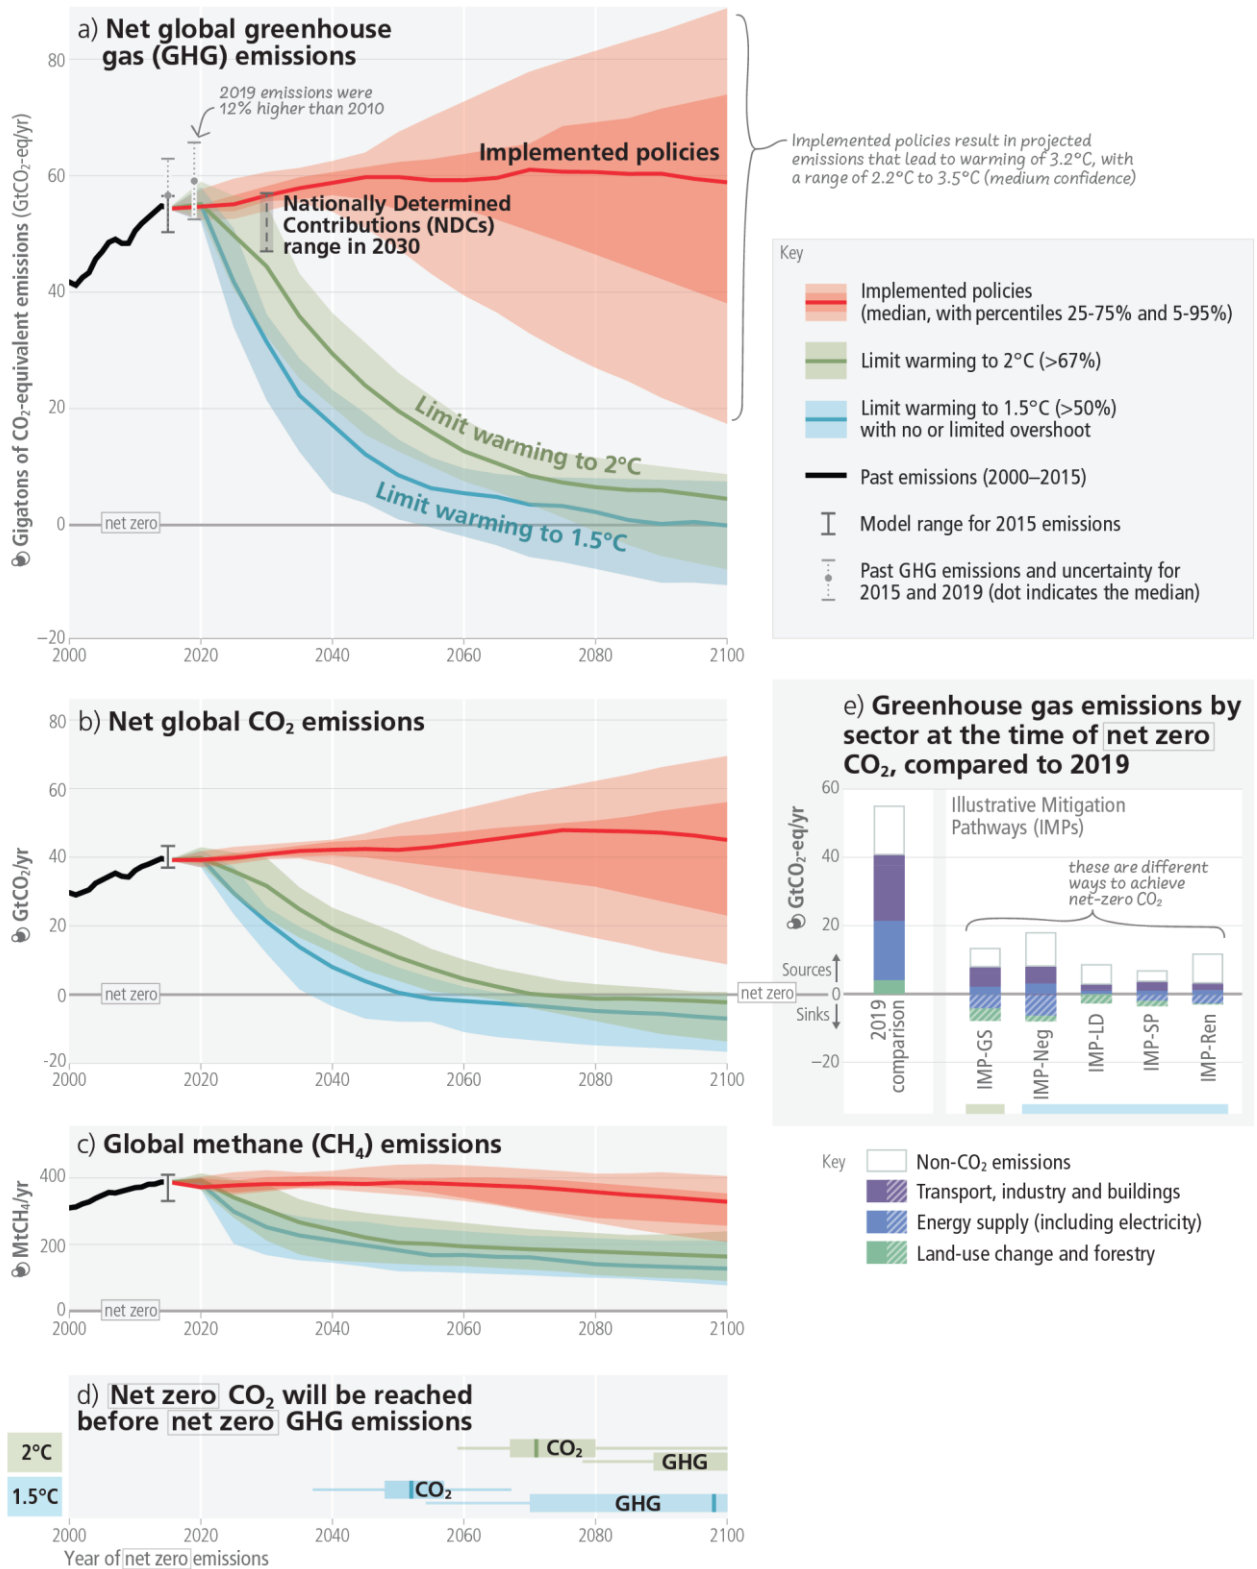 a) Net global greenhouse
gas (GHG) emissions
2019 emissions were
12% higher than 2010
Gigatons of CO₂-equivalent emissions (GtCO₂-eq/yr)
80
60
40
20
0
−20
Implemented policies
Nationally Determined
Contributions (NDCs)
range in 2030
Limit warming to 2°C
Limit warming to 1.5°C
net zero
2000
2020
2040
2060
2080
2100
Implemented policies result in projected
emissions that lead to warming of 3.2°C, with
a range of 2.2°C to 3.5°C (medium confidence)
Key
Implemented policies
(median, with percentiles 25-75% and 5-95%)
Limit warming to 2°C (>67%)
Limit warming to 1.5°C (>50%)
with no or limited overshoot
Past emissions (2000–2015)
Model range for 2015 emissions
Past GHG emissions and uncertainty for
2015 and 2019 (dot indicates the median)
b) Net global CO₂ emissions
GtCO₂/yr
80
60
40
20
0
-20
net zero
2000
2020
2040
2060
2080
2100
c) Global methane (CH₄) emissions
MtCH₄/yr
400
200
0
net zero
2000
2020
2040
2060
2080
2100
d) Net zero CO₂ will be reached
before net zero GHG emissions
2°C
CO₂
GHG
1.5°C
CO₂
GHG
2000
2020
2040
2060
2080
2100
Year of net zero emissions
e) Greenhouse gas emissions by
sector at the time of net zero
CO₂, compared to 2019
GtCO₂-eq/yr
60
40
20
0
−20
Illustrative Mitigation
Pathways (IMPs)
these are different
ways to achieve
net-zero CO₂
Sources
net zero
Sinks
2019
comparison
IMP-GS
IMP-Neg
IMP-LD
IMP-SP
IMP-Ren
Key
Non-CO₂ emissions
Transport, industry and buildings
Energy supply (including electricity)
Land-use change and forestry